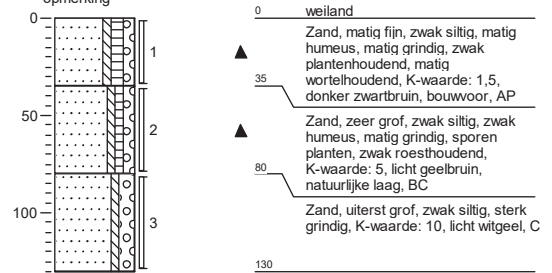 opmerking
0
50
100
1
2
3
0 weiland
Zand, matig fijn, zwak siltig, matig
humeus, matig grindig, zwak
plantenhoudend, matig
wortelhoudend, K-waarde: 1,5,
35
donker zwartbruin, bouwvoor, AP
Zand, zeer grof, zwak siltig, zwak
humeus, matig grindig, sporen
planten, zwak roesthoudend,
80
K-waarde: 5, licht geelbruin,
natuurlijke laag, BC
Zand, uiterst grof, zwak siltig, sterk
grindig, K-waarde: 10, licht witgeel, C
130